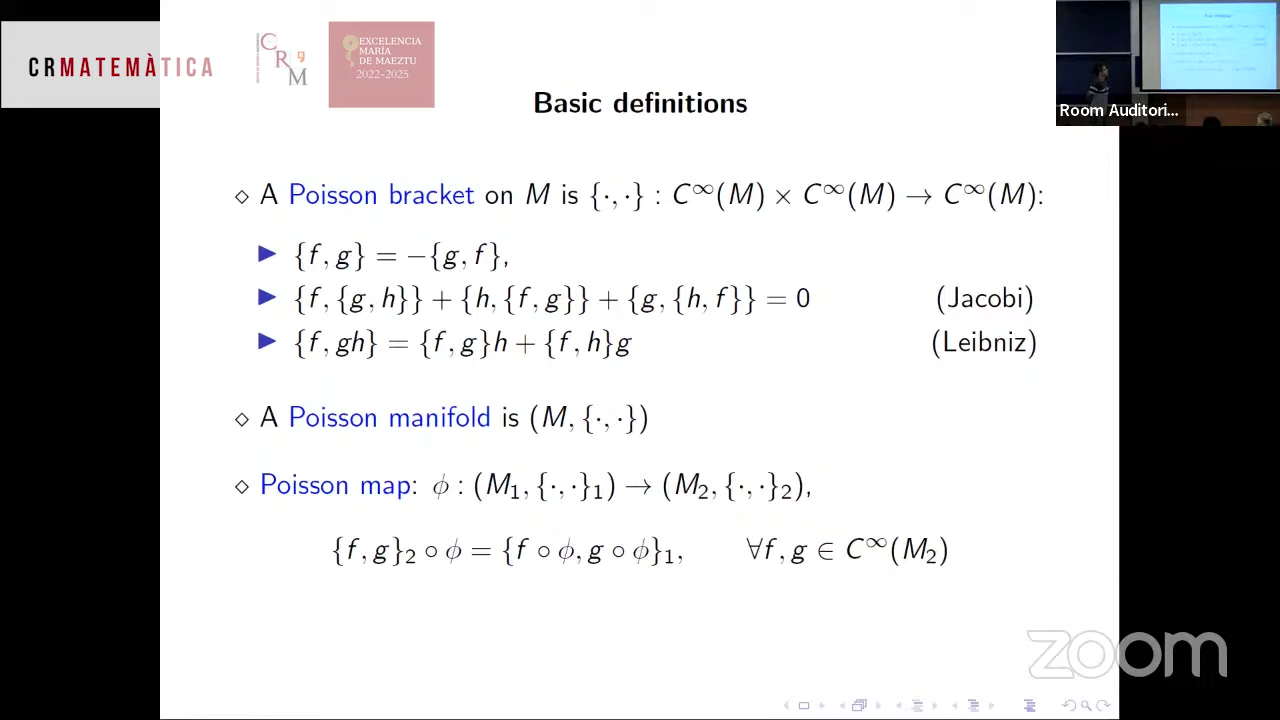 CRMATEMÀTICA
CRM
EXCELENCIA
MARÍA
DE MAEZTU
2022-2025
Room Auditori...
Basic definitions
⋄ A Poisson bracket on M is {·, ·} : C∞(M) × C∞(M) → C∞(M):
▶ {f, g} = −{g, f},
▶ {f, {g, h}} + {h, {f, g}} + {g, {h, f}} = 0 (Jacobi)
▶ {f, gh} = {f, g}h + {f, h}g (Leibniz)
⋄ A Poisson manifold is (M, {·, ·})
⋄ Poisson map: ϕ : (M₁, {·, ·}₁) → (M₂, {·, ·}₂),
{f, g}₂ ∘ ϕ = {f ∘ ϕ, g ∘ ϕ}₁, ∀f, g ∈ C∞(M₂)
zoom